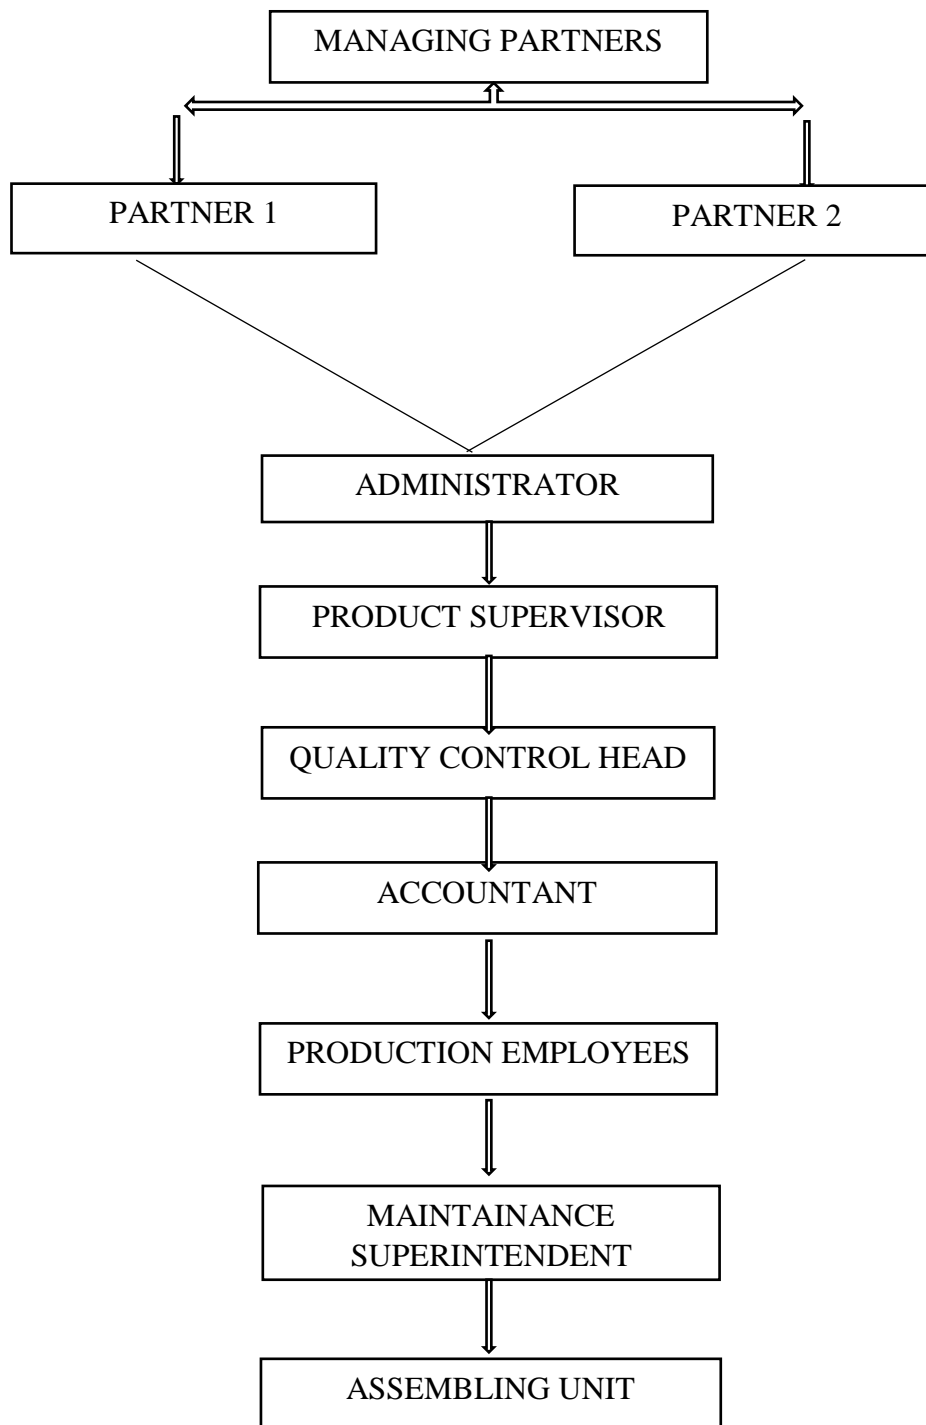 MANAGING PARTNERS
PARTNER 1
PARTNER 2
ADMINISTRATOR
PRODUCT SUPERVISOR
QUALITY CONTROL HEAD
ACCOUNTANT
PRODUCTION EMPLOYEES
MAINTAINANCE
SUPERINTENDENT
ASSEMBLING UNIT